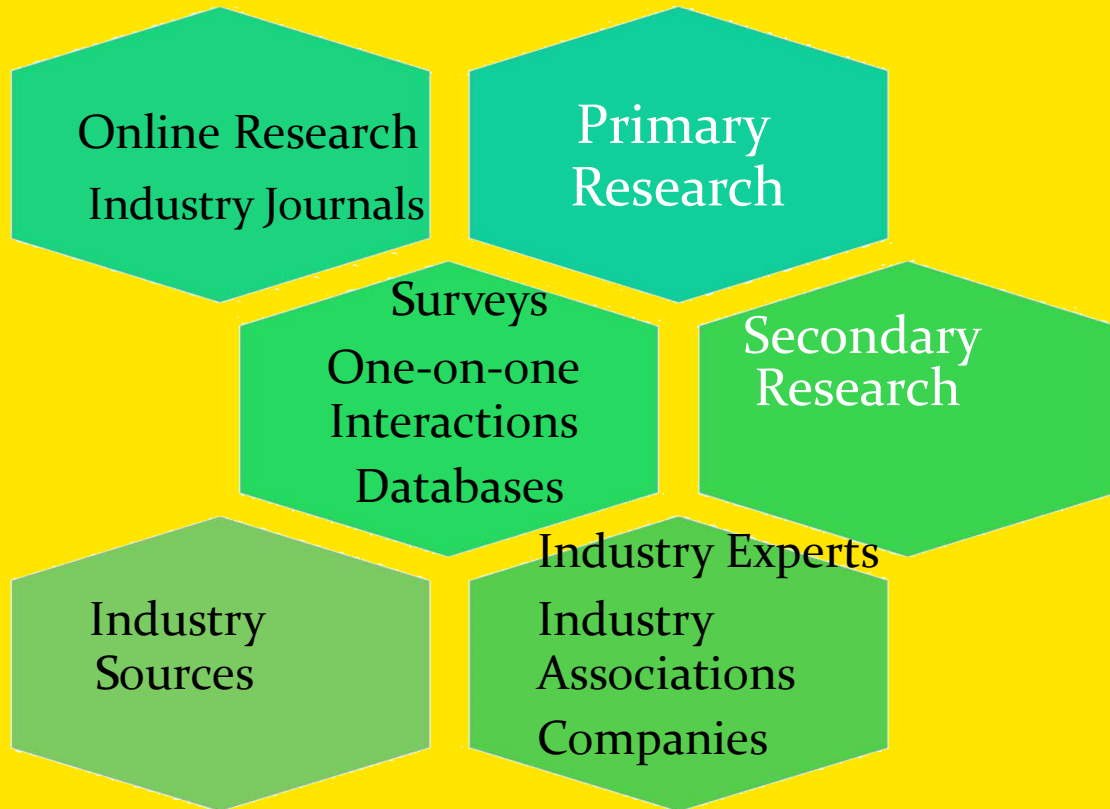 Online Research
Industry Journals
Primary
Research
Surveys
One-on-one
Interactions
Databases
Secondary
Research
Industry
Sources
Industry Experts
Industry
Associations
Companies